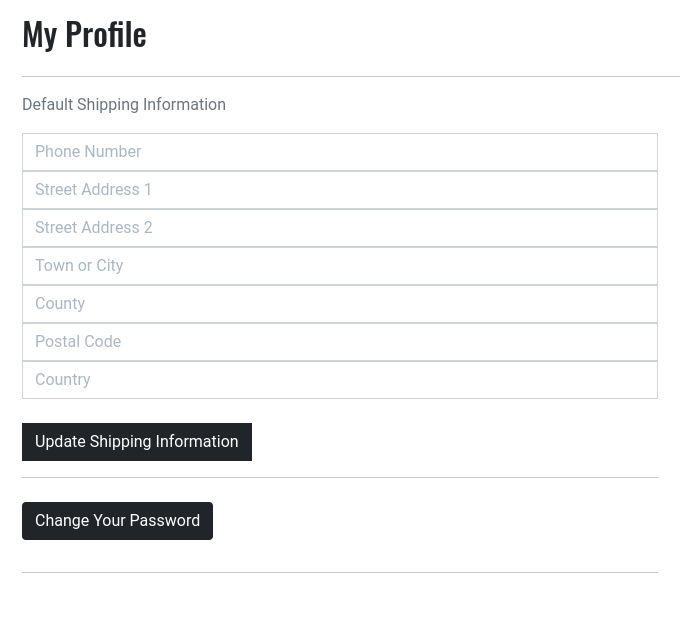 My Profile
Default Shipping Information
Phone Number
Street Address 1
Street Address 2
Town or City
County
Postal Code
Country
Update Shipping Information
Change Your Password